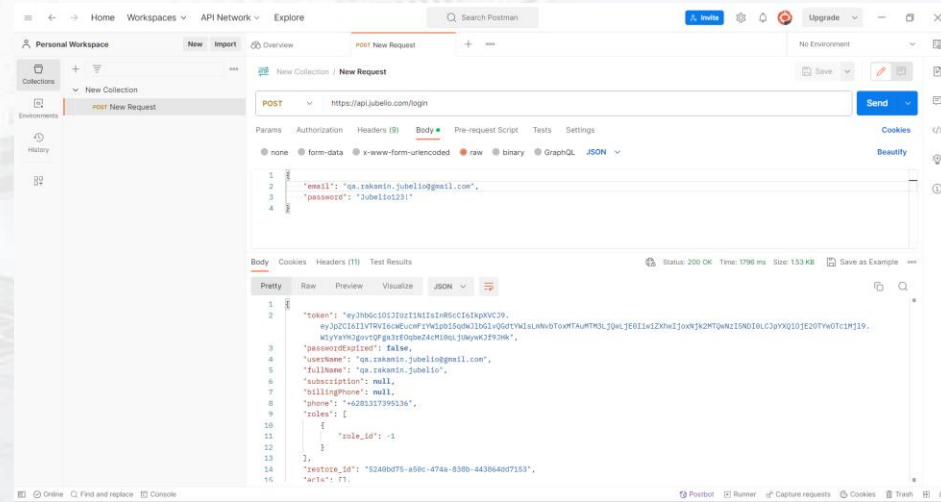 Home Workspaces API Network Explore Search Postman Invite Upgrade
Personal Workspace New Import Overview POST New Request No Environment
Collections
New Collection
POST New Request
Environments
History
New Collection / New Request Save
POST https://api.jubelio.com/login Send
Params Authorization Headers (9) Body Pre-request Script Tests Settings Cookies
none form-data x-www-form-urlencoded raw binary GraphQL JSON Beautify
1 {
2 "email": "qa.rakamin.jubelio@gmail.com",
3 "password": "Jubelio123!"
4 }
Body Cookies Headers (11) Test Results Status: 200 OK Time: 1796 ms Size: 1.53 KB Save as Example
Pretty Raw Preview Visualize JSON
1 {
2 "token":
3 "passwordExpired": false,
4 "userName": "qa.rakamin.jubelio@gmail.com",
5 "fullName": "qa.rakamin.jubelio",
6 "subscription": null,
7 "billingPhone": null,
8 "phone": "+6281317395136",
9 "roles": [
10 {
11 "role_id": -1
12 }
13 ],
14 "restore_id": "5240bd75-a50c-474a-830b-443864dd7153",
15 "acls": [],
Online Find and replace Console Postbot Runner Capture requests Cookies Trash